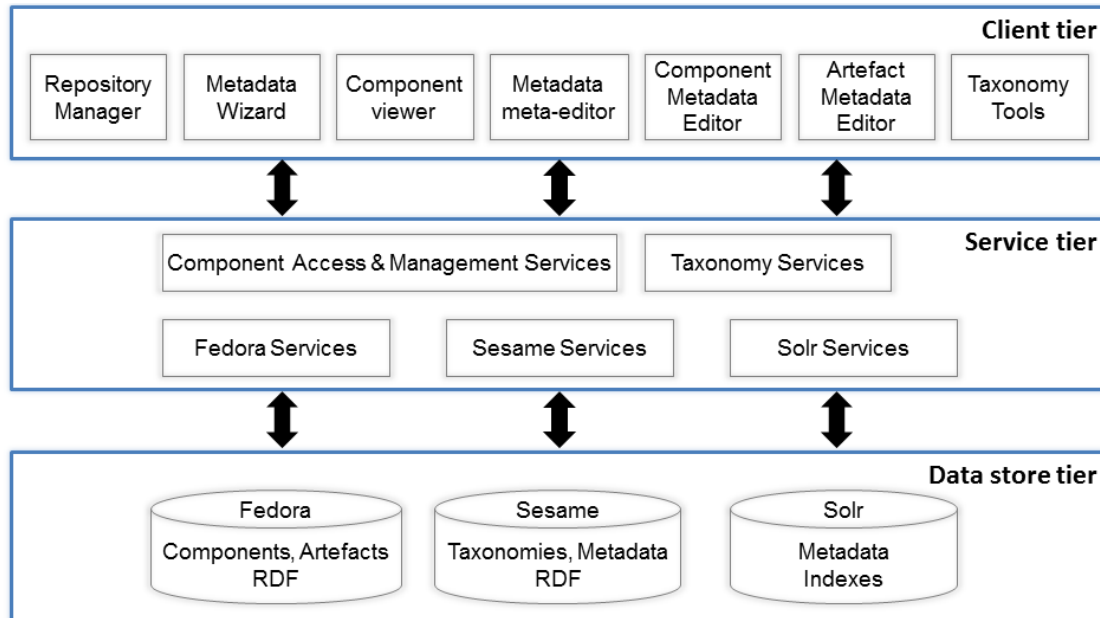 Client tier
Repository
Manager
Metadata
Wizard
Component
viewer
Metadata
meta-editor
Component
Metadata
Editor
Artefact
Metadata
Editor
Taxonomy
Tools
Service tier
Component Access & Management Services
Taxonomy Services
Fedora Services
Sesame Services
Solr Services
Data store tier
Fedora
Components, Artefacts
RDF
Sesame
Taxonomies, Metadata
RDF
Solr
Metadata
Indexes